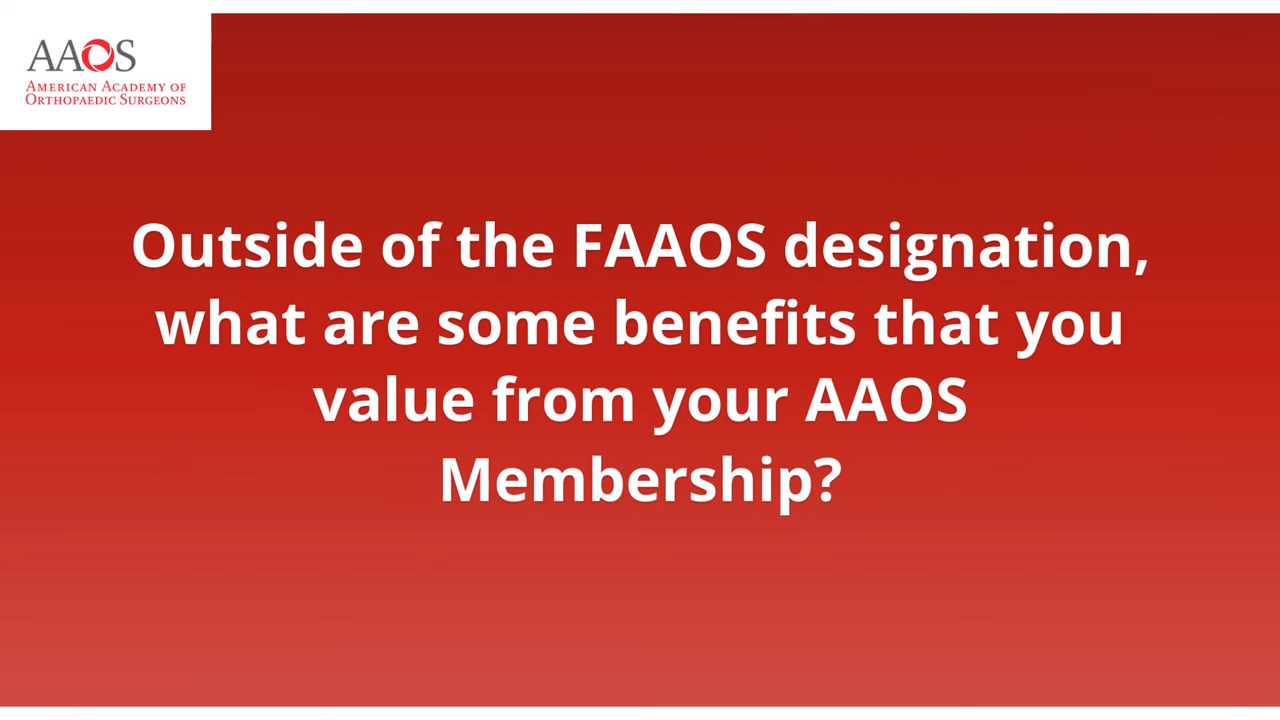 AAOS
AMERICAN ACADEMY OF
ORTHOPAEDIC SURGEONS
Outside of the FAAOS designation,
what are some benefits that you
value from your AAOS
Membership?